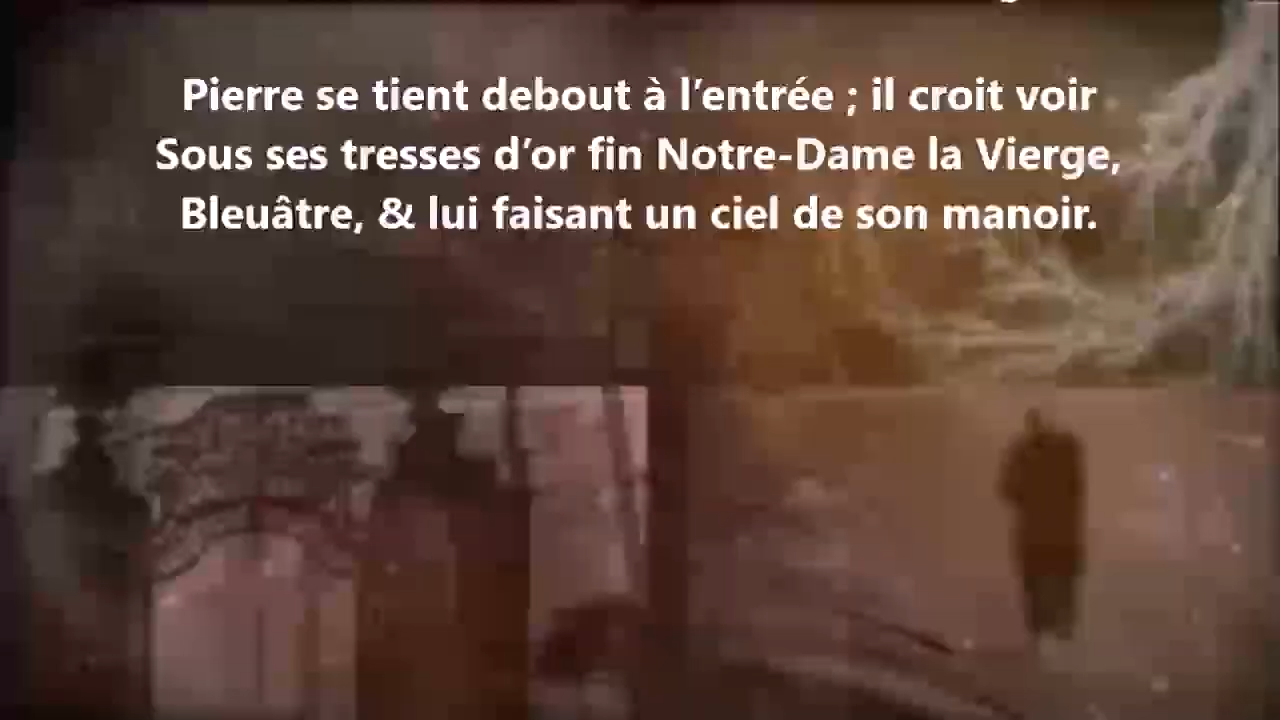 Pierre se tient debout à l’entrée ; il croit voir
Sous ses tresses d’or fin Notre-Dame la Vierge,
Bleuâtre, & lui faisant un ciel de son manoir.